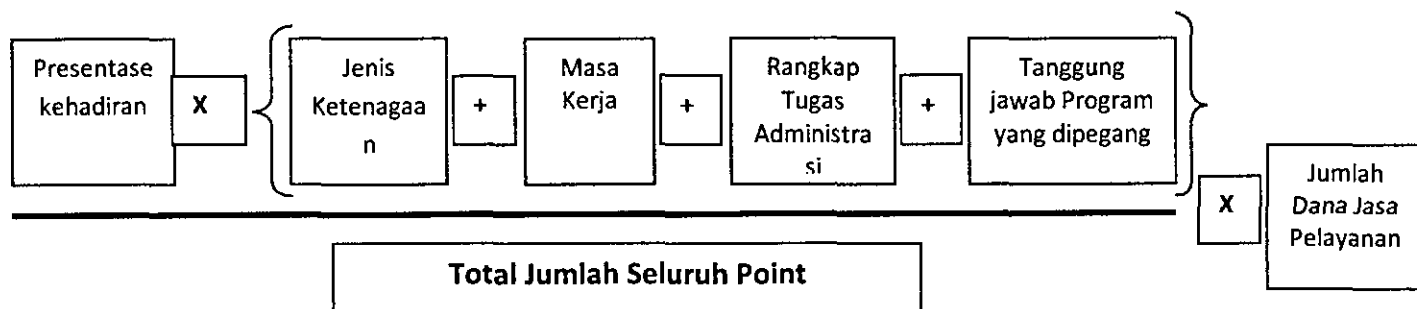 Presentase
kehadiran
X
Jenis
Ketenagaa
n
+
Masa
Kerja
+
Rangkap
Tugas
Administra
si
+
Tanggung
jawab Program
yang dipegang
X
Jumlah
Dana Jasa
Pelayanan
Total Jumlah Seluruh Point